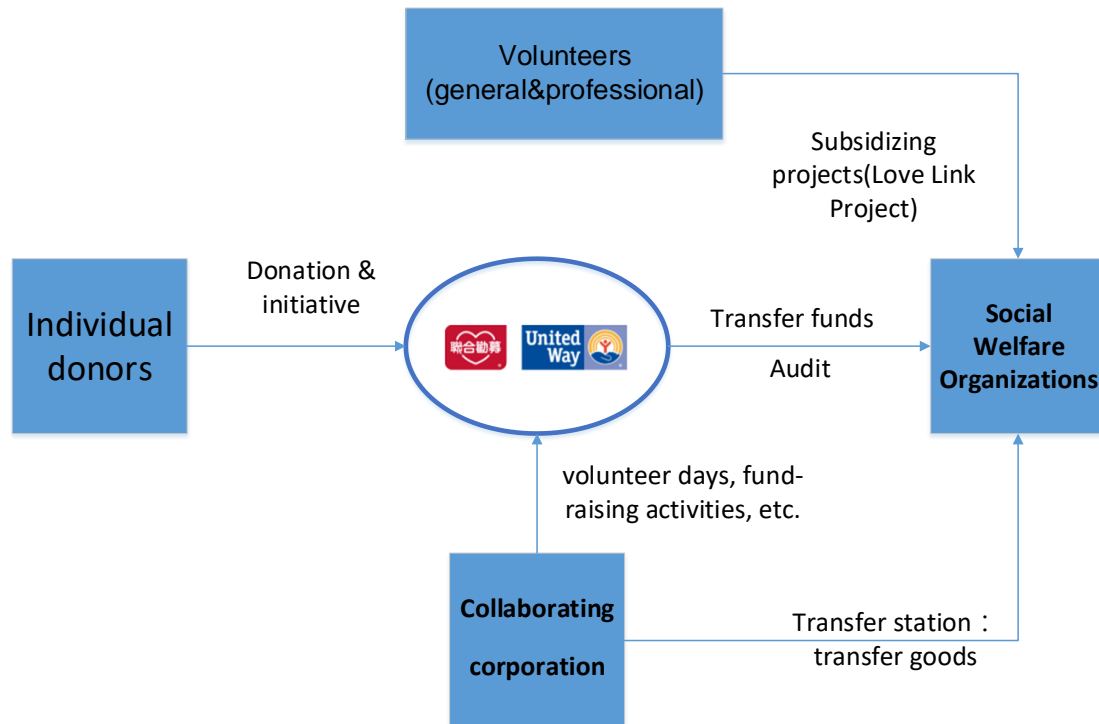 Volunteers
(general&professional)
Subsidizing
projects(Love Link
Project)
Donation &
initiative
Individual
donors
聯合勸募
United
Way
Transfer funds
Audit
Social
Welfare
Organizations
volunteer days, fund-
raising activities, etc.
Collaborating
corporation
Transfer station：
transfer goods